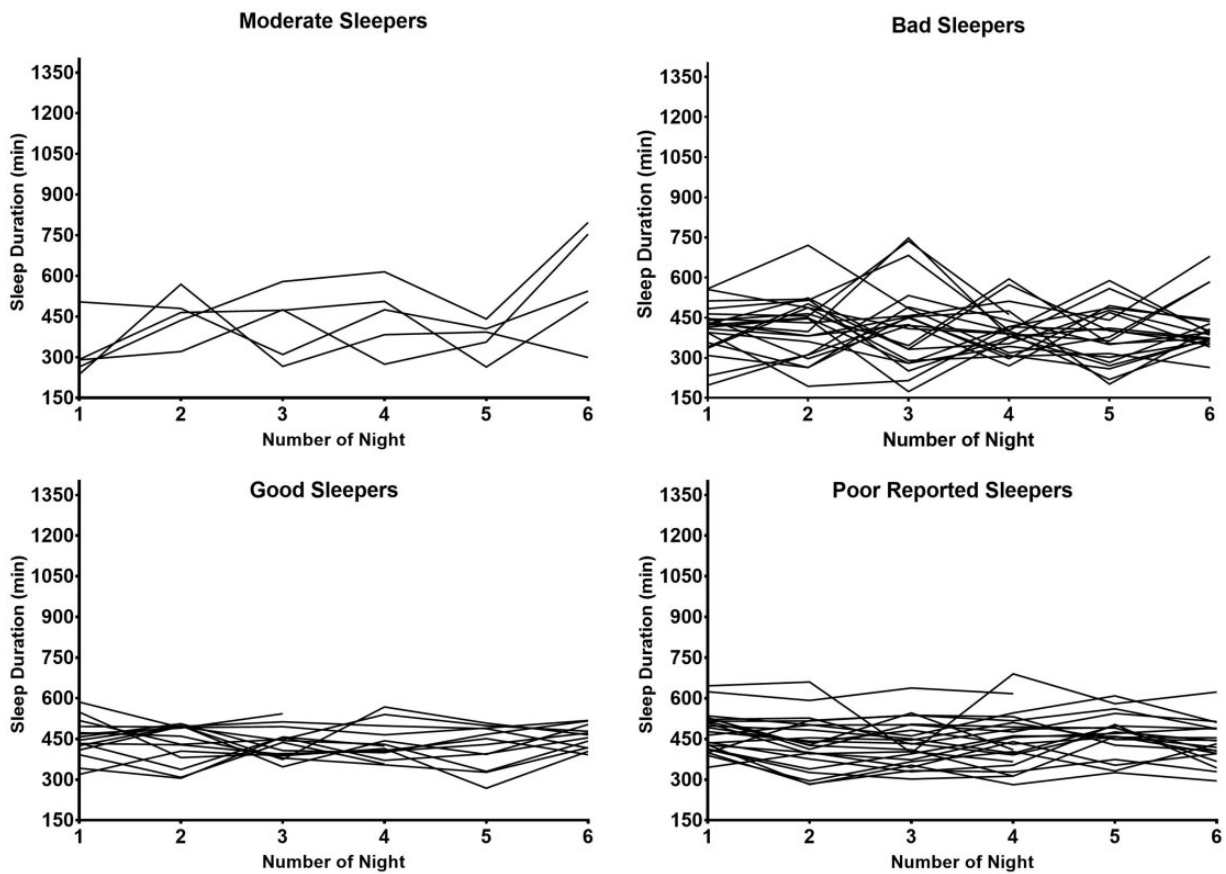 Moderate Sleepers
Sleep Duration (min)
1350
1200
1050
900
750
600
450
300
150
1 2 3 4 5 6
Number of Night
Bad Sleepers
Sleep Duration (min)
1350
1200
1050
900
750
600
450
300
150
1 2 3 4 5 6
Number of Night
Good Sleepers
Sleep Duration (min)
1350
1200
1050
900
750
600
450
300
150
1 2 3 4 5 6
Number of Night
Poor Reported Sleepers
Sleep Duration (min)
1350
1200
1050
900
750
600
450
300
150
1 2 3 4 5 6
Number of Night